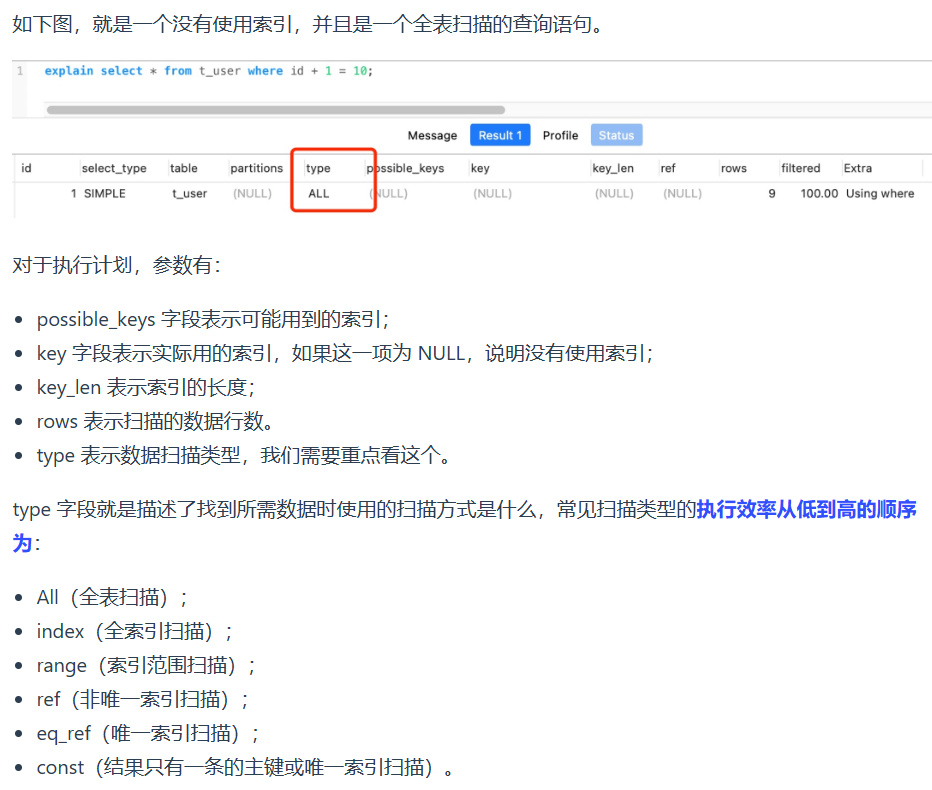 如下图，就是一个没有使用索引，并且是一个全表扫描的查询语句。
1 explain select * from t_user where id + 1 = 10;
Message Result 1 Profile Status
id select_type table partitions type possible_keys key key_len ref rows filtered Extra
1 SIMPLE t_user (NULL) ALL (NULL) (NULL) (NULL) (NULL) 9 100.00 Using where
对于执行计划，参数有：
• possible_keys 字段表示可能用到的索引；
• key 字段表示实际用的索引，如果这一项为 NULL，说明没有使用索引；
• key_len 表示索引的长度；
• rows 表示扫描的数据行数。
• type 表示数据扫描类型，我们需要重点看这个。
type 字段就是描述了找到所需数据时使用的扫描方式是什么，常见扫描类型的执行效率从低到高的顺序
为：
• All（全表扫描）；
• index（全索引扫描）；
• range（索引范围扫描）；
• ref（非唯一索引扫描）；
• eq_ref（唯一索引扫描）；
• const（结果只有一条的主键或唯一索引扫描）。